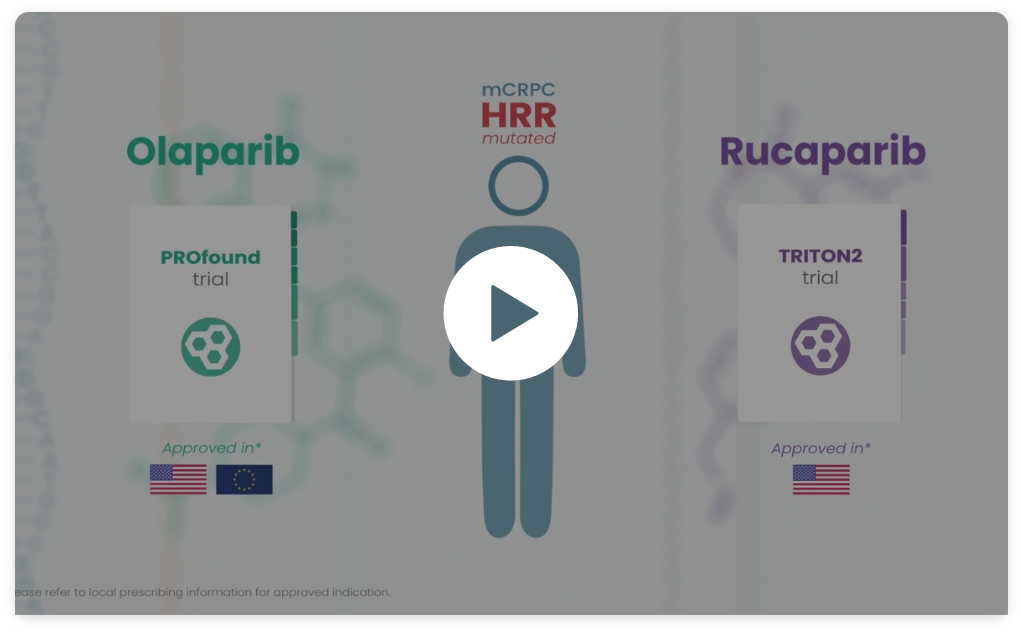 mCRPC
HRR
mutated
Olaparib
PROfound
trial
Approved in*
Rucaparib
TRITON2
trial
Approved in*
ease refer to local prescribing information for approved indication.